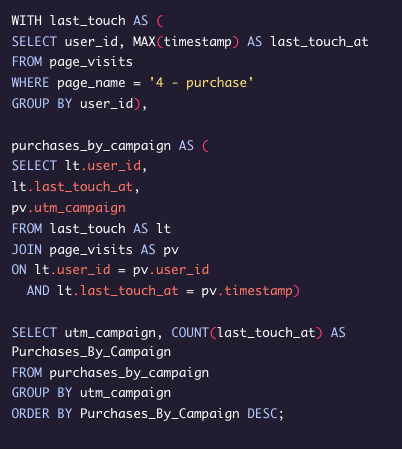 WITH last_touch AS (
SELECT user_id, MAX(timestamp) AS last_touch_at
FROM page_visits
WHERE page_name = '4 - purchase'
GROUP BY user_id),

purchases_by_campaign AS (
SELECT lt.user_id,
lt.last_touch_at,
pv.utm_campaign
FROM last_touch AS lt
JOIN page_visits AS pv
ON lt.user_id = pv.user_id
  AND lt.last_touch_at = pv.timestamp)

SELECT utm_campaign, COUNT(last_touch_at) AS
Purchases_By_Campaign
FROM purchases_by_campaign
GROUP BY utm_campaign
ORDER BY Purchases_By_Campaign DESC;